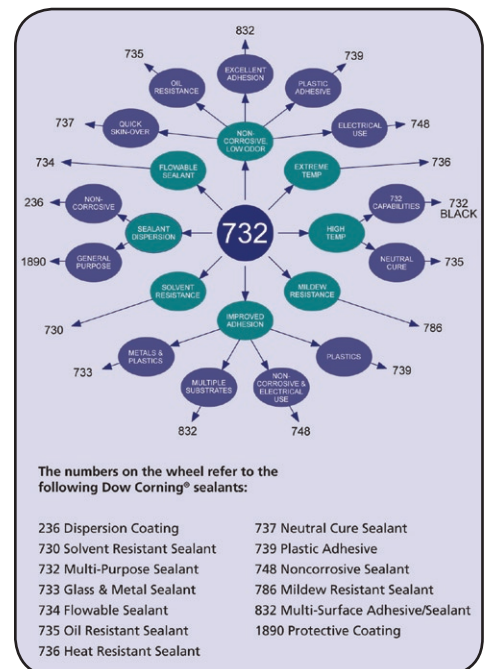 832
735
EXCELLENT
ADHESION
739
OIL
RESISTANCE
PLASTIC
ADHESIVE
737
QUICK
SKIN-OVER
NON-
CORROSIVE,
LOW ODOR
ELECTRICAL
USE
748
734
FLOWABLE
SEALANT
EXTREME
TEMP
736
236
NON-
CORROSIVE
732
CAPABILITIES
732
BLACK
SEALANT
DISPERSION
732
HIGH
TEMP
1890
GENERAL
PURPOSE
NEUTRAL
CURE
735
SOLVENT
RESISTANCE
MILDEW
RESISTANCE
730
IMPROVED
ADHESION
786
733
METALS &
PLASTICS
PLASTICS
739
MULTIPLE
SUBSTRATES
NON-
CORROSIVE &
ELECTRICAL
USE
832
748
The numbers on the wheel refer to the
following Dow Corning® sealants:
236 Dispersion Coating
730 Solvent Resistant Sealant
732 Multi-Purpose Sealant
733 Glass & Metal Sealant
734 Flowable Sealant
735 Oil Resistant Sealant
736 Heat Resistant Sealant
737 Neutral Cure Sealant
739 Plastic Adhesive
748 Noncorrosive Sealant
786 Mildew Resistant Sealant
832 Multi-Surface Adhesive/Sealant
1890 Protective Coating